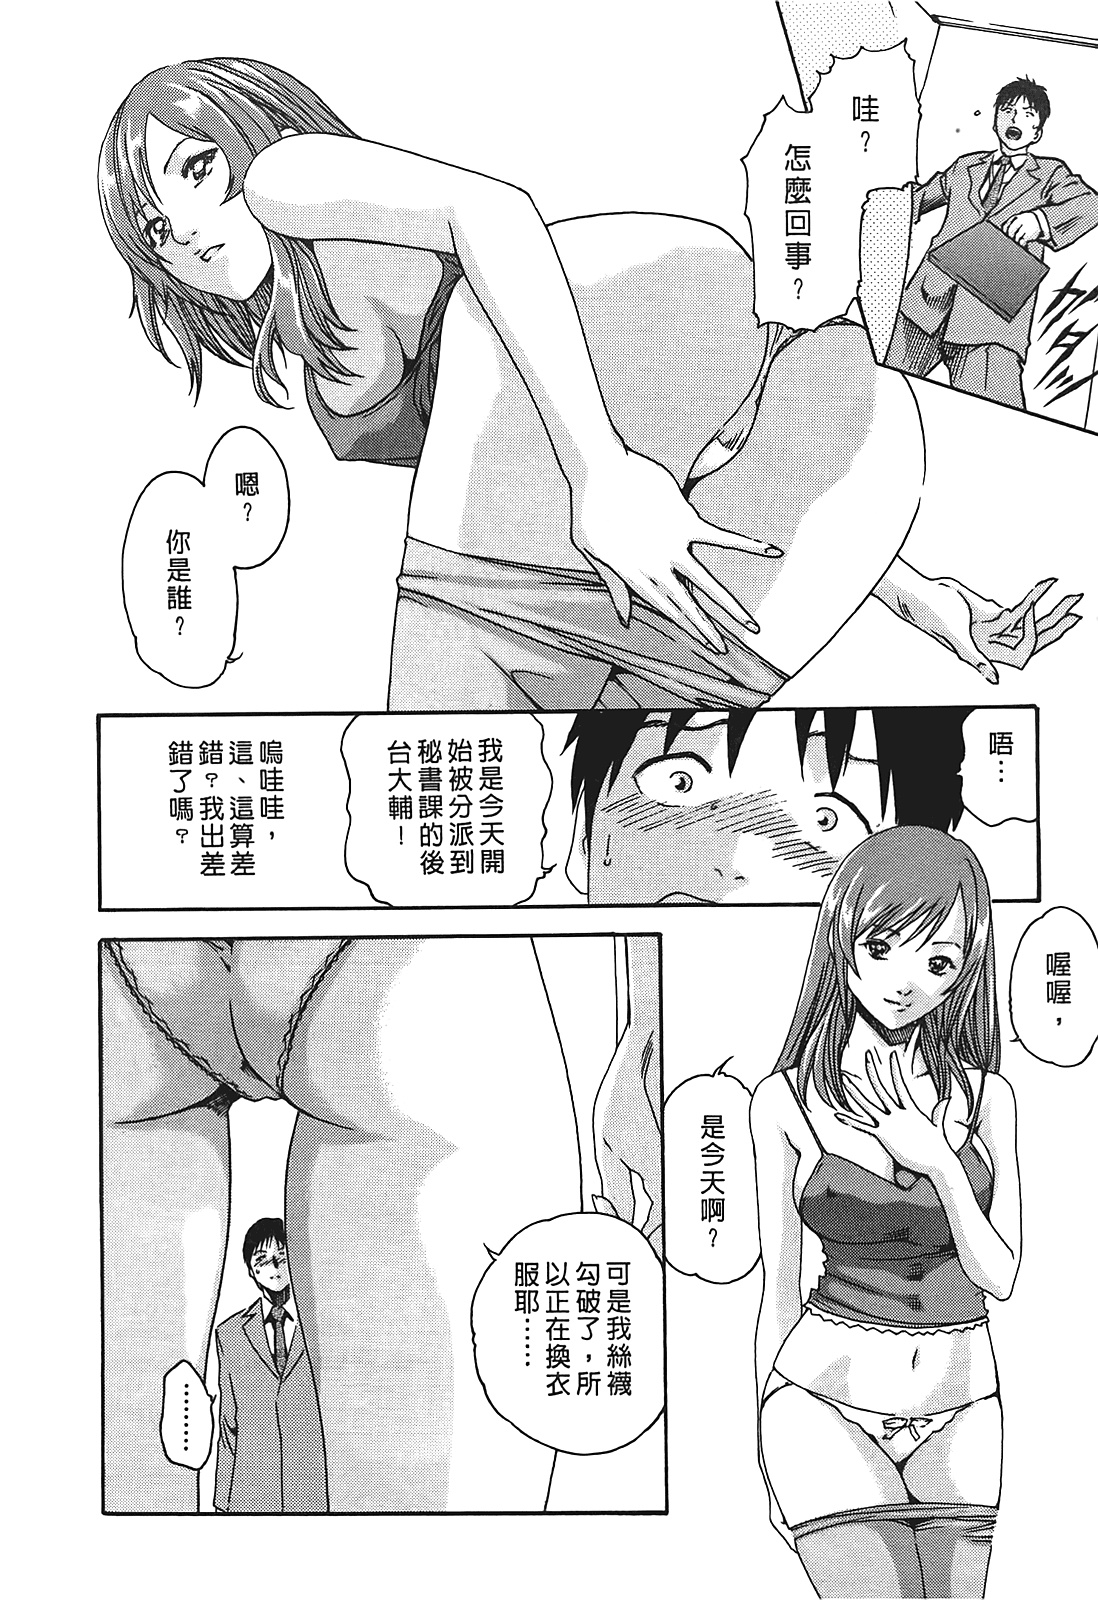 哇?
怎麼回事?
嗯?
你是誰?
唔…
我是今天開
始被分派到
秘書課的後
台大輔!
嗚哇哇,
這、這算差
錯?我出差
錯了嗎?
喔喔,
是今天啊?
可是我絲襪
勾破了,所
以正在換衣
服耶……
………